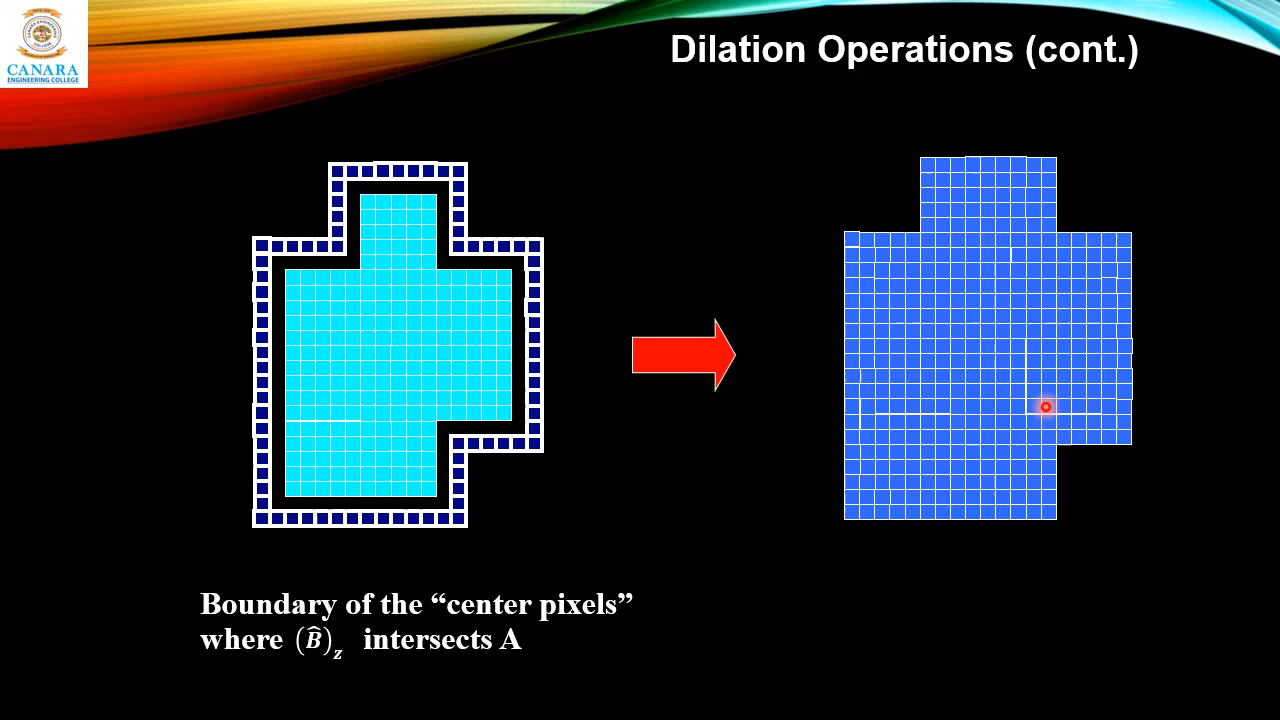 CANARA
ENGINEERING COLLEGE
Dilation Operations (cont.)
Boundary of the “center pixels”
where (B̂)z intersects A